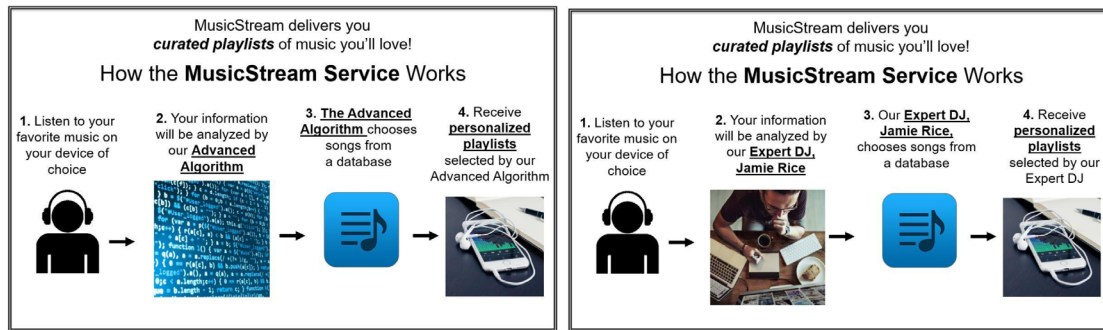 MusicStream delivers you
curated playlists of music you'll love!
How the MusicStream Service Works
1. Listen to your
favorite music on
your device of
choice
2. Your information
will be analyzed by
our Advanced
Algorithm
3. The Advanced
Algorithm chooses
songs from
a database
4. Receive
personalized
playlists
selected by our
Advanced Algorithm
MusicStream delivers you
curated playlists of music you'll love!
How the MusicStream Service Works
1. Listen to your
favorite music on
your device of
choice
2. Your information
will be analyzed by
our Expert DJ,
Jamie Rice
3. Our Expert DJ,
Jamie Rice,
chooses songs from
a database
4. Receive
personalized
playlists
selected by our
Expert DJ